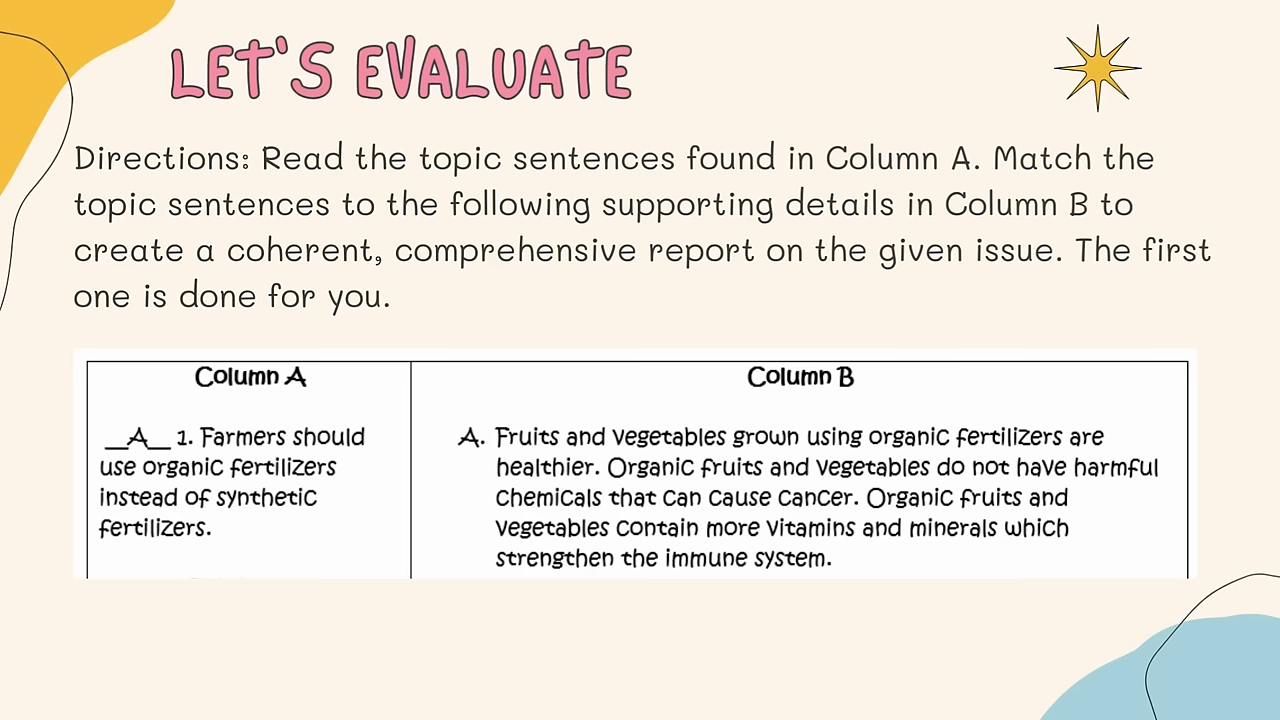 LET'S EVALUATE
Directions: Read the topic sentences found in Column A. Match the
topic sentences to the following supporting details in Column B to
create a coherent, comprehensive report on the given issue. The first
one is done for you.
Column A
__A__ 1. Farmers should
use organic fertilizers
instead of synthetic
fertilizers.
Column B
A. Fruits and vegetables grown using organic fertilizers are
healthier. Organic fruits and vegetables do not have harmful
chemicals that can cause cancer. Organic fruits and
vegetables contain more vitamins and minerals which
strengthen the immune system.